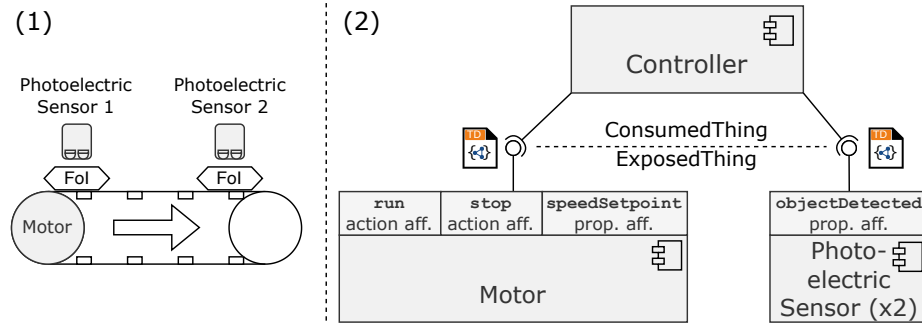 (1)
Photoelectric
Sensor 1
Photoelectric
Sensor 2
FoI
FoI
Motor
(2)
Controller
TD
{ }
ConsumedThing
TD
{ }
ExposedThing
run
action aff.
stop
action aff.
speedSetpoint
prop. aff.
Motor
objectDetected
prop. aff.
Photo-
electric
Sensor (x2)